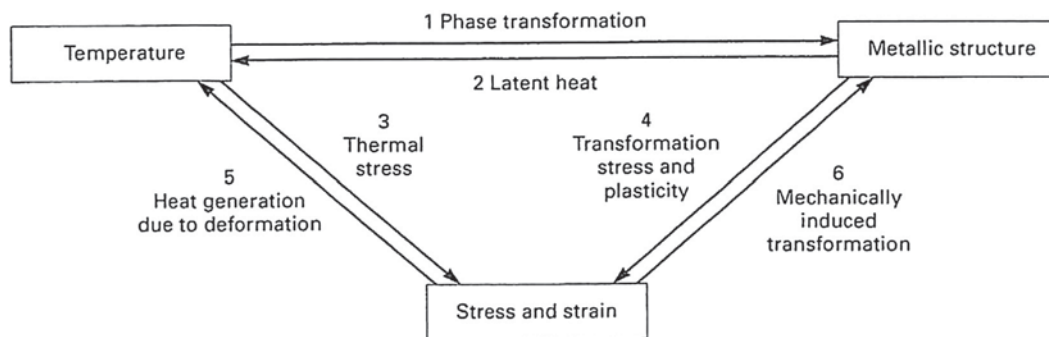 1 Phase transformation
Temperature
Metallic structure
2 Latent heat
3
Thermal
stress
4
Transformation
stress and
plasticity
5
Heat generation
due to deformation
6
Mechanically
induced
transformation
Stress and strain